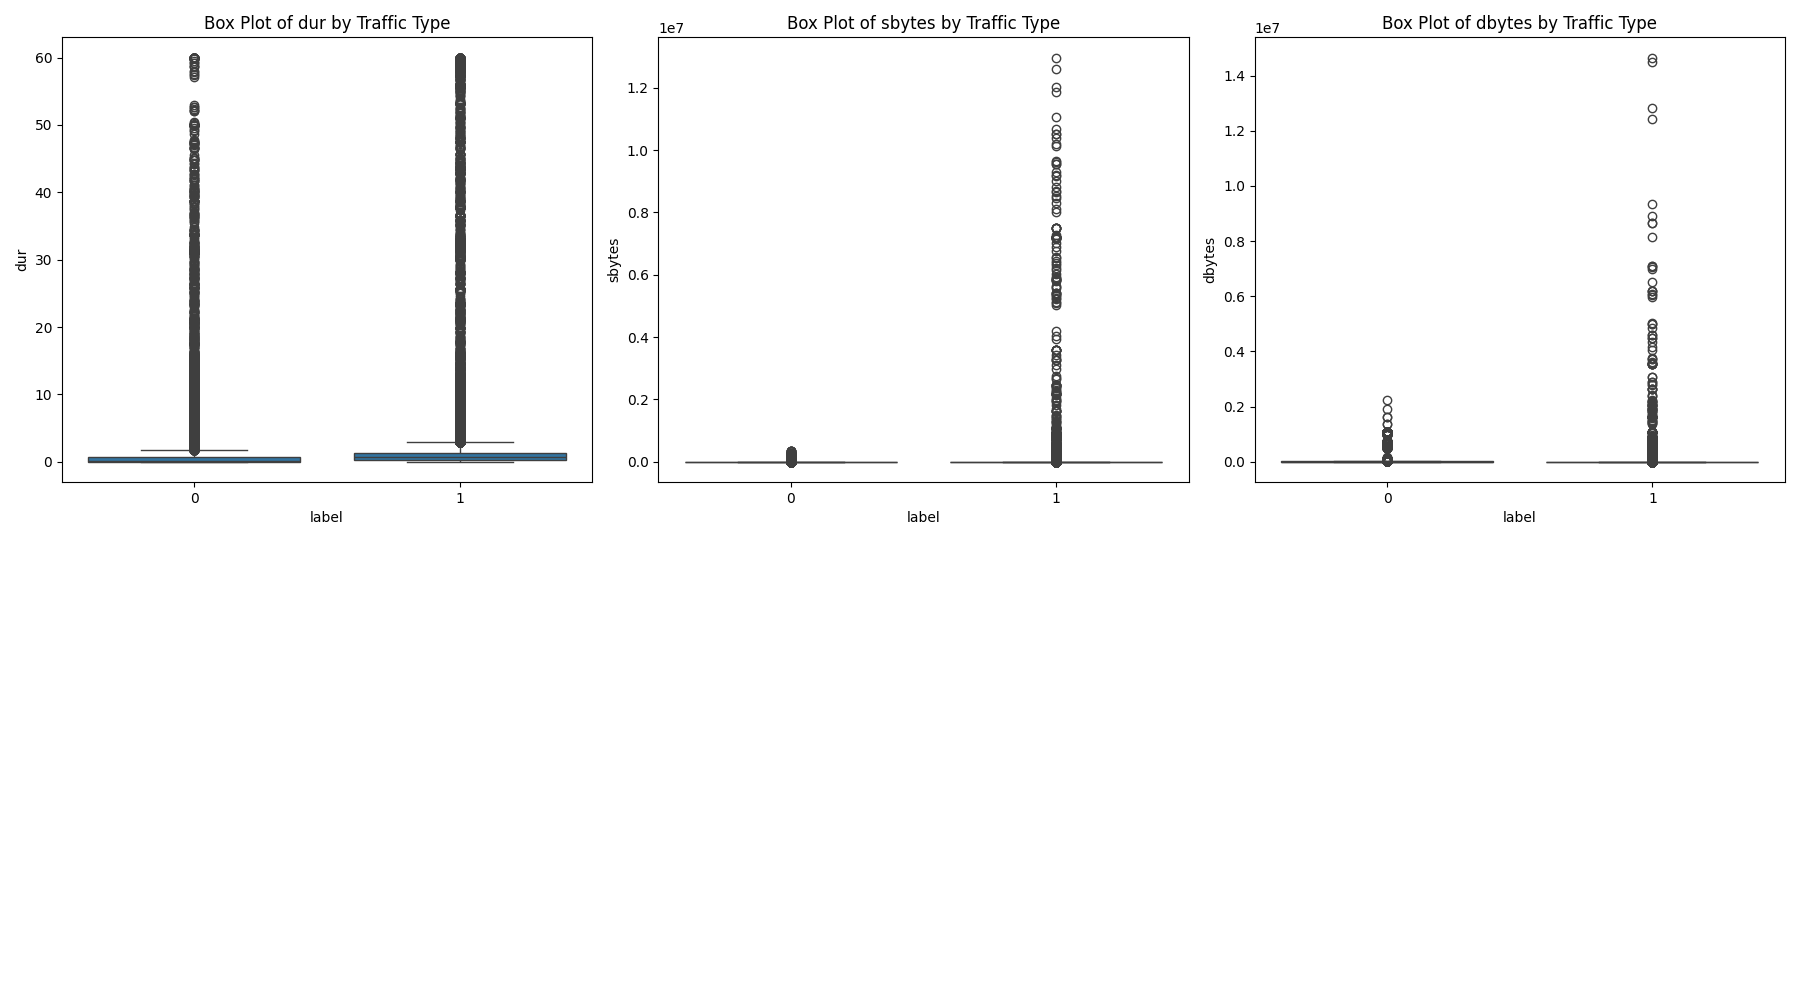 Box Plot of dur by Traffic Type
60
50
40
30
20
10
0
dur
0 1
label
Box Plot of sbytes by Traffic Type
1e7
1.2
1.0
0.8
0.6
0.4
0.2
0.0
sbytes
0 1
label
Box Plot of dbytes by Traffic Type
1e7
1.4
1.2
1.0
0.8
0.6
0.4
0.2
0.0
dbytes
0 1
label